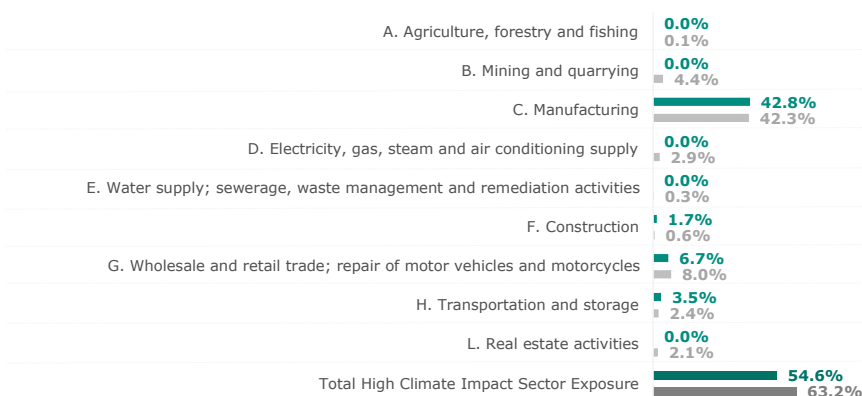 A. Agriculture, forestry and fishing
0.0%
0.1%
B. Mining and quarrying
0.0%
4.4%
C. Manufacturing
42.8%
42.3%
D. Electricity, gas, steam and air conditioning supply
0.0%
2.9%
E. Water supply; sewerage, waste management and remediation activities
0.0%
0.3%
F. Construction
1.7%
0.6%
G. Wholesale and retail trade; repair of motor vehicles and motorcycles
6.7%
8.0%
H. Transportation and storage
3.5%
2.4%
L. Real estate activities
0.0%
2.1%
Total High Climate Impact Sector Exposure
54.6%
63.2%